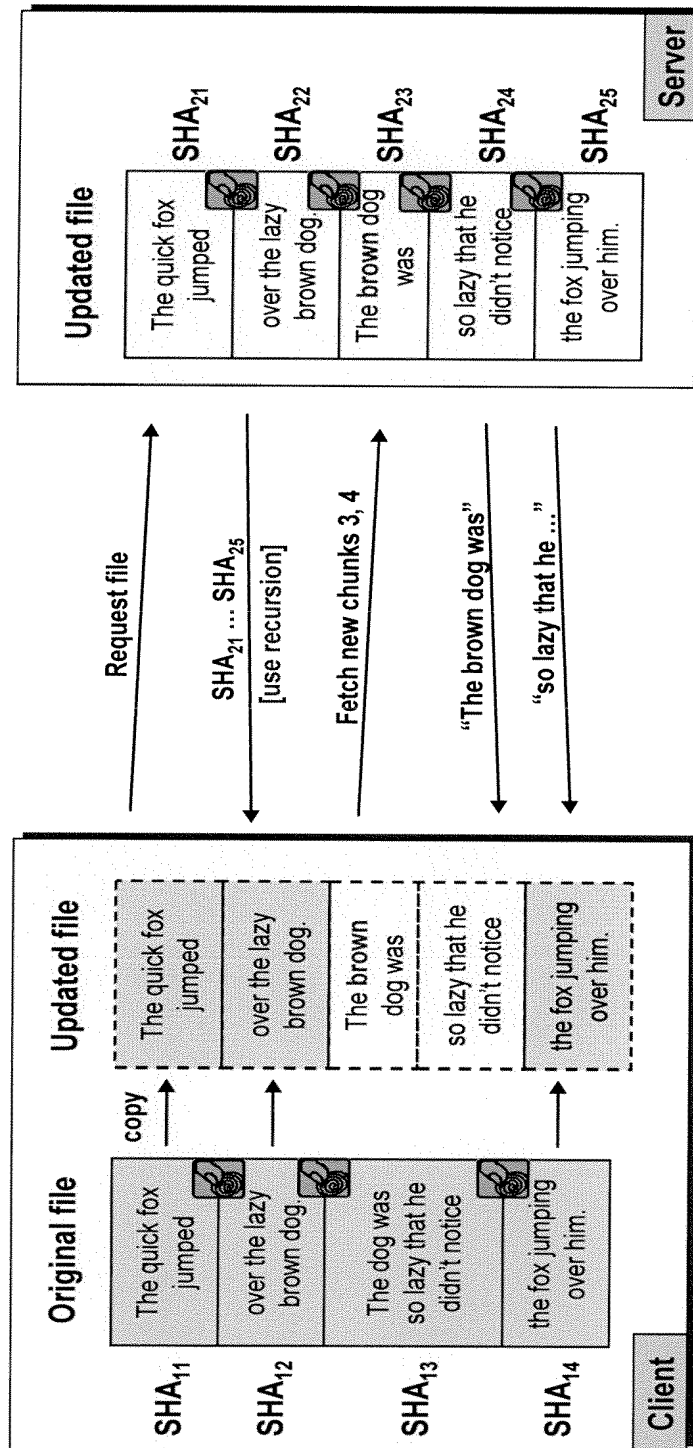 Original file
SHA₁₁
The quick fox
jumped
SHA₁₂
over the lazy
brown dog.
SHA₁₃
The dog was
so lazy that he
didn't notice
SHA₁₄
the fox jumping
over him.
Client
copy
Updated file
The quick fox
jumped
over the lazy
brown dog.
The brown
dog was
so lazy that he
didn't notice
the fox jumping
over him.
Request file
SHA₂₁ ... SHA₂₅
[use recursion]
Fetch new chunks 3, 4
“The brown dog was”
“so lazy that he ...”
Updated file
The quick fox
jumped
SHA₂₁
over the lazy
brown dog.
SHA₂₂
The brown dog
was
SHA₂₃
so lazy that he
didn't notice
SHA₂₄
the fox jumping
over him.
SHA₂₅
Server